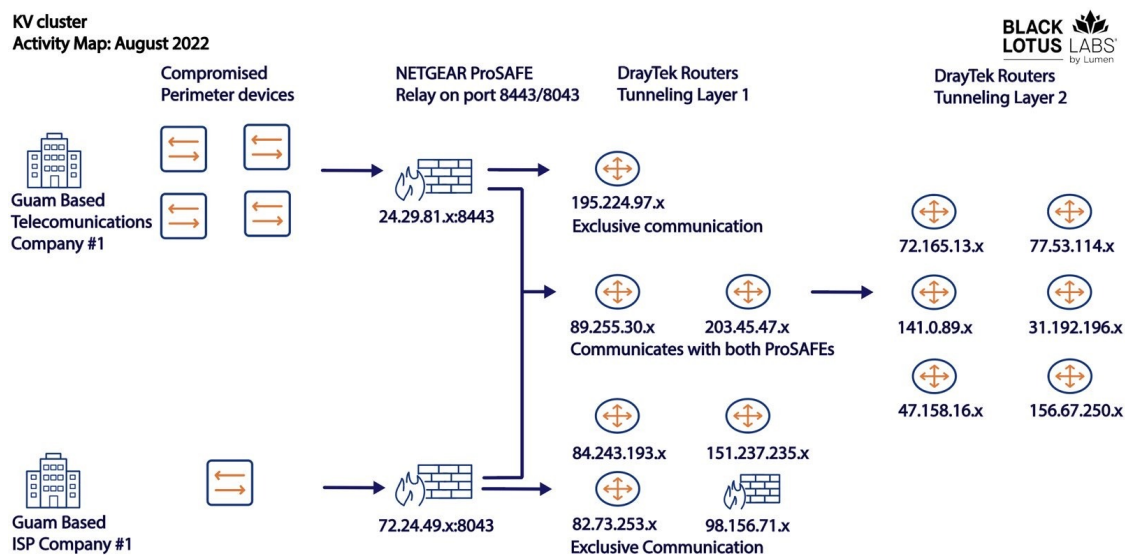 KV cluster
Activity Map: August 2022
BLACK
LOTUS LABS
by Lumen
Compromised
Perimeter devices
NETGEAR ProSAFE
Relay on port 8443/8043
DrayTek Routers
Tunneling Layer 1
DrayTek Routers
Tunneling Layer 2
Guam Based
Telecomunications
Company #1
24.29.81.x:8443
195.224.97.x
Exclusive communication
72.165.13.x
77.53.114.x
89.255.30.x
203.45.47.x
Communicates with both ProSAFEs
141.0.89.x
31.192.196.x
47.158.16.x
156.67.250.x
84.243.193.x
151.237.235.x
Guam Based
ISP Company #1
72.24.49.x:8043
82.73.253.x
98.156.71.x
Exclusive Communication